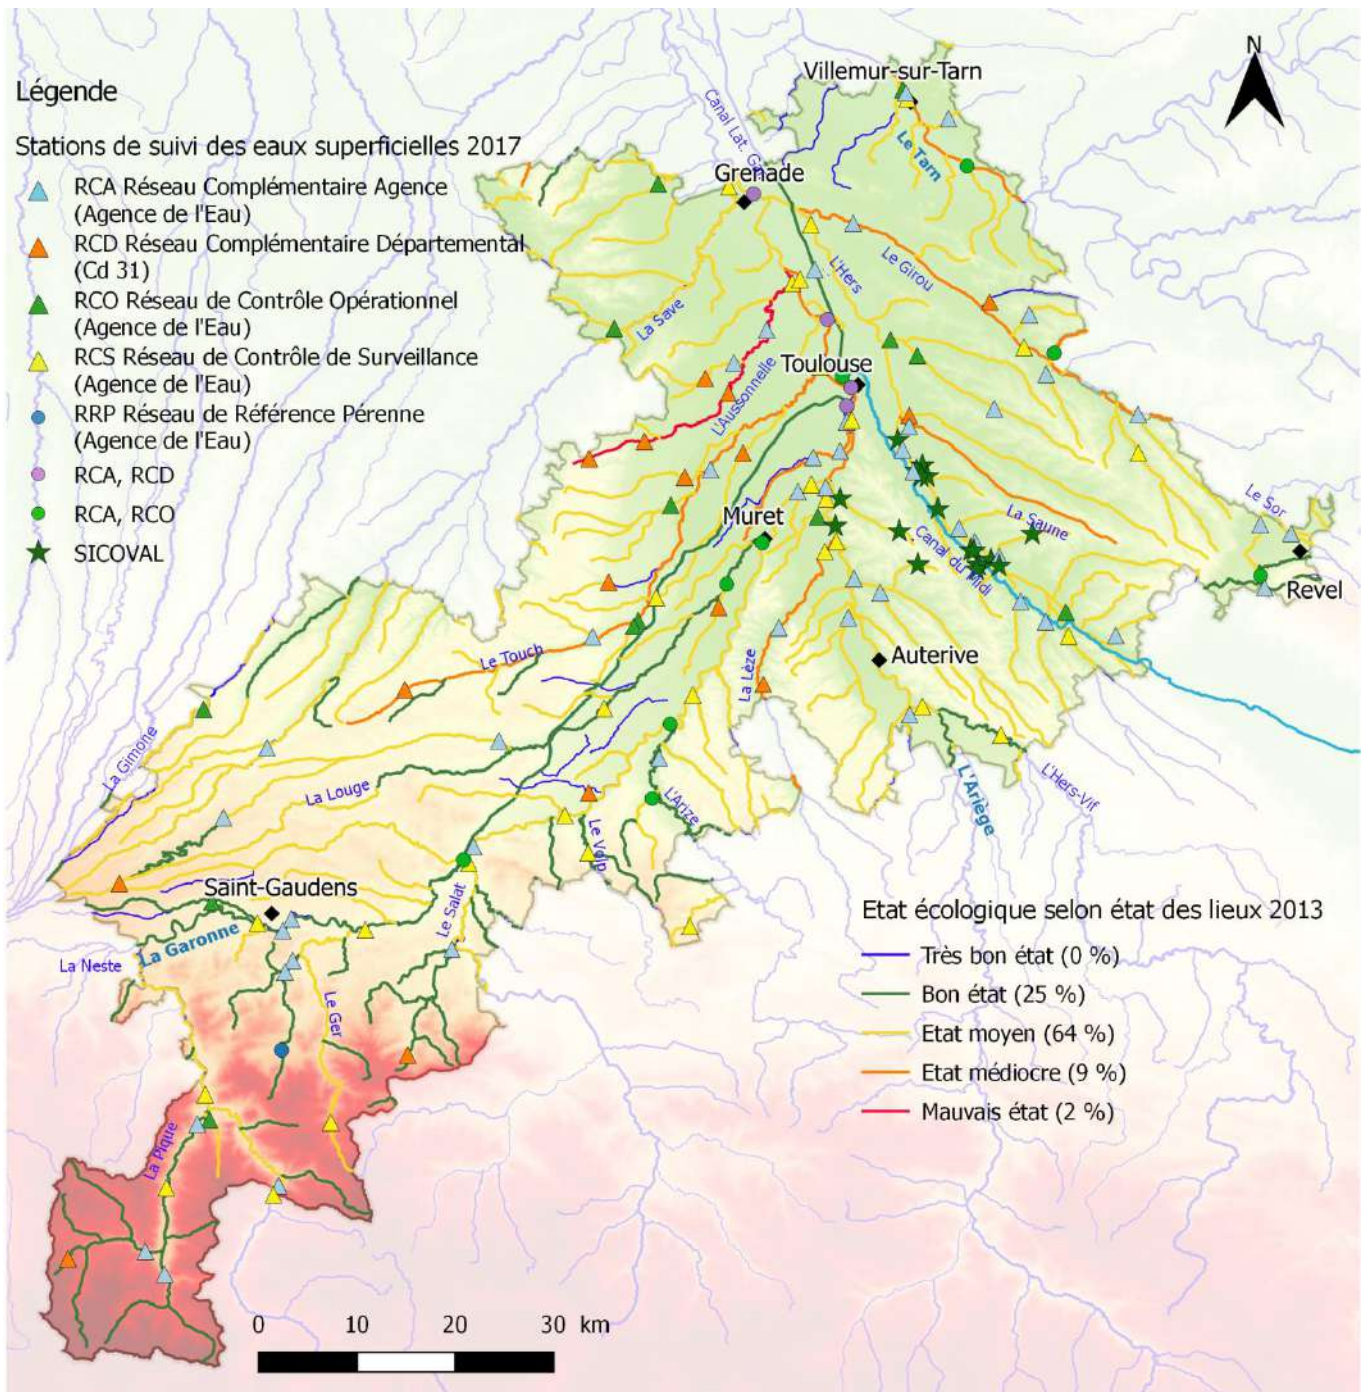 Légende
Stations de suivi des eaux superficielles 2017
RCA Réseau Complémentaire Agence
(Agence de l'Eau)
RCD Réseau Complémentaire Départemental
(Cd 31)
RCO Réseau de Contrôle Opérationnel
(Agence de l'Eau)
RCS Réseau de Contrôle de Surveillance
(Agence de l'Eau)
RRP Réseau de Référence Pérenne
(Agence de l'Eau)
RCA, RCD
RCA, RCO
SICOVAL
N
Villemur-sur-Tarn
Canal Lat.
Le Tarn
Grenade
L'Hers
Le Girou
La Save
Toulouse
L'Aussonnelle
Le Sor
La Saune
Muret
Canal du Midi
Revel
Le Touch
La Lèze
Auterive
La Gimone
La Louge
L'Arize
L'Ariège
L'Hers-Vif
Le Volp
Saint-Gaudens
Le Salat
La Garonne
La Neste
Le Ger
La Pique
Etat écologique selon état des lieux 2013
Très bon état (0 %)
Bon état (25 %)
Etat moyen (64 %)
Etat médiocre (9 %)
Mauvais état (2 %)
0 10 20 30 km